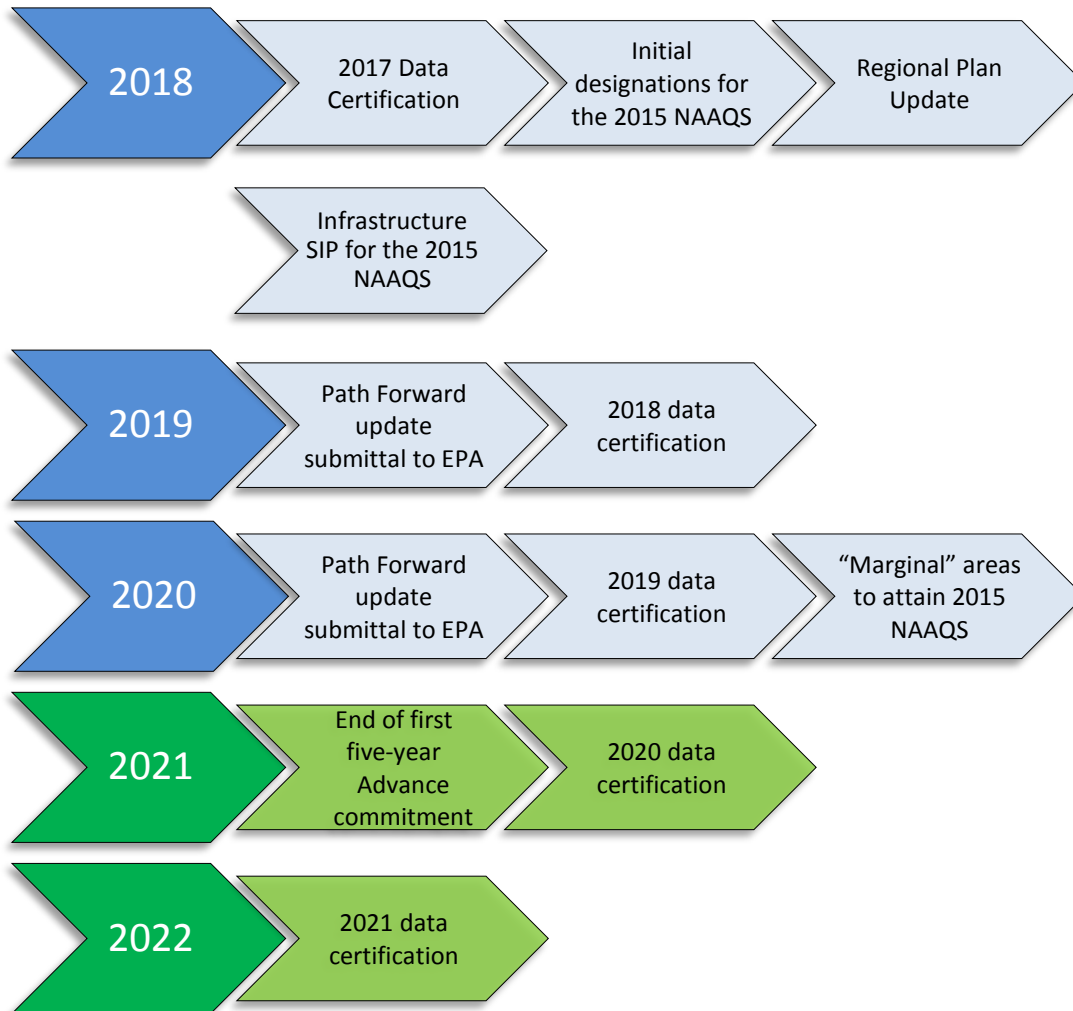 2018
2017 Data
Certification
Initial
designations for
the 2015 NAAQS
Regional Plan
Update
Infrastructure
SIP for the 2015
NAAQS
2019
Path Forward
update
submittal to EPA
2018 data
certification
2020
Path Forward
update
submittal to EPA
2019 data
certification
“Marginal” areas
to attain 2015
NAAQS
2021
End of first
five-year
Advance
commitment
2020 data
certification
2022
2021 data
certification